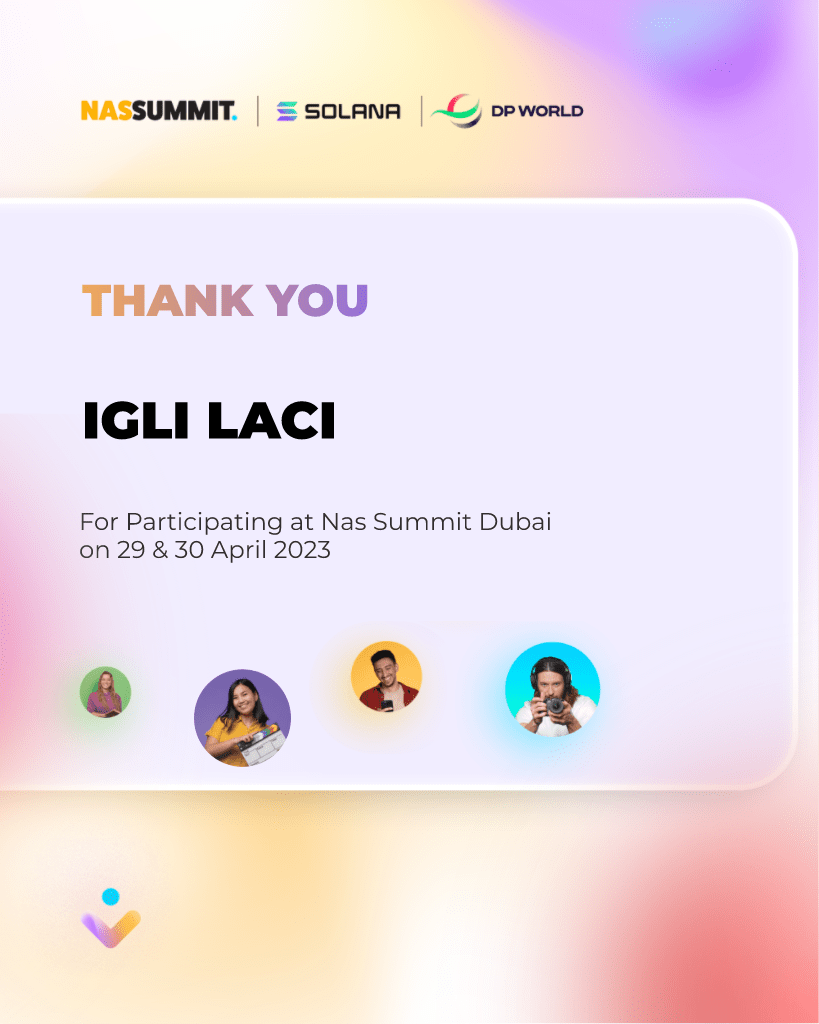 NASSUMMIT. | SOLANA | DP WORLD
THANK YOU
IGLI LACI
For Participating at Nas Summit Dubai
on 29 & 30 April 2023